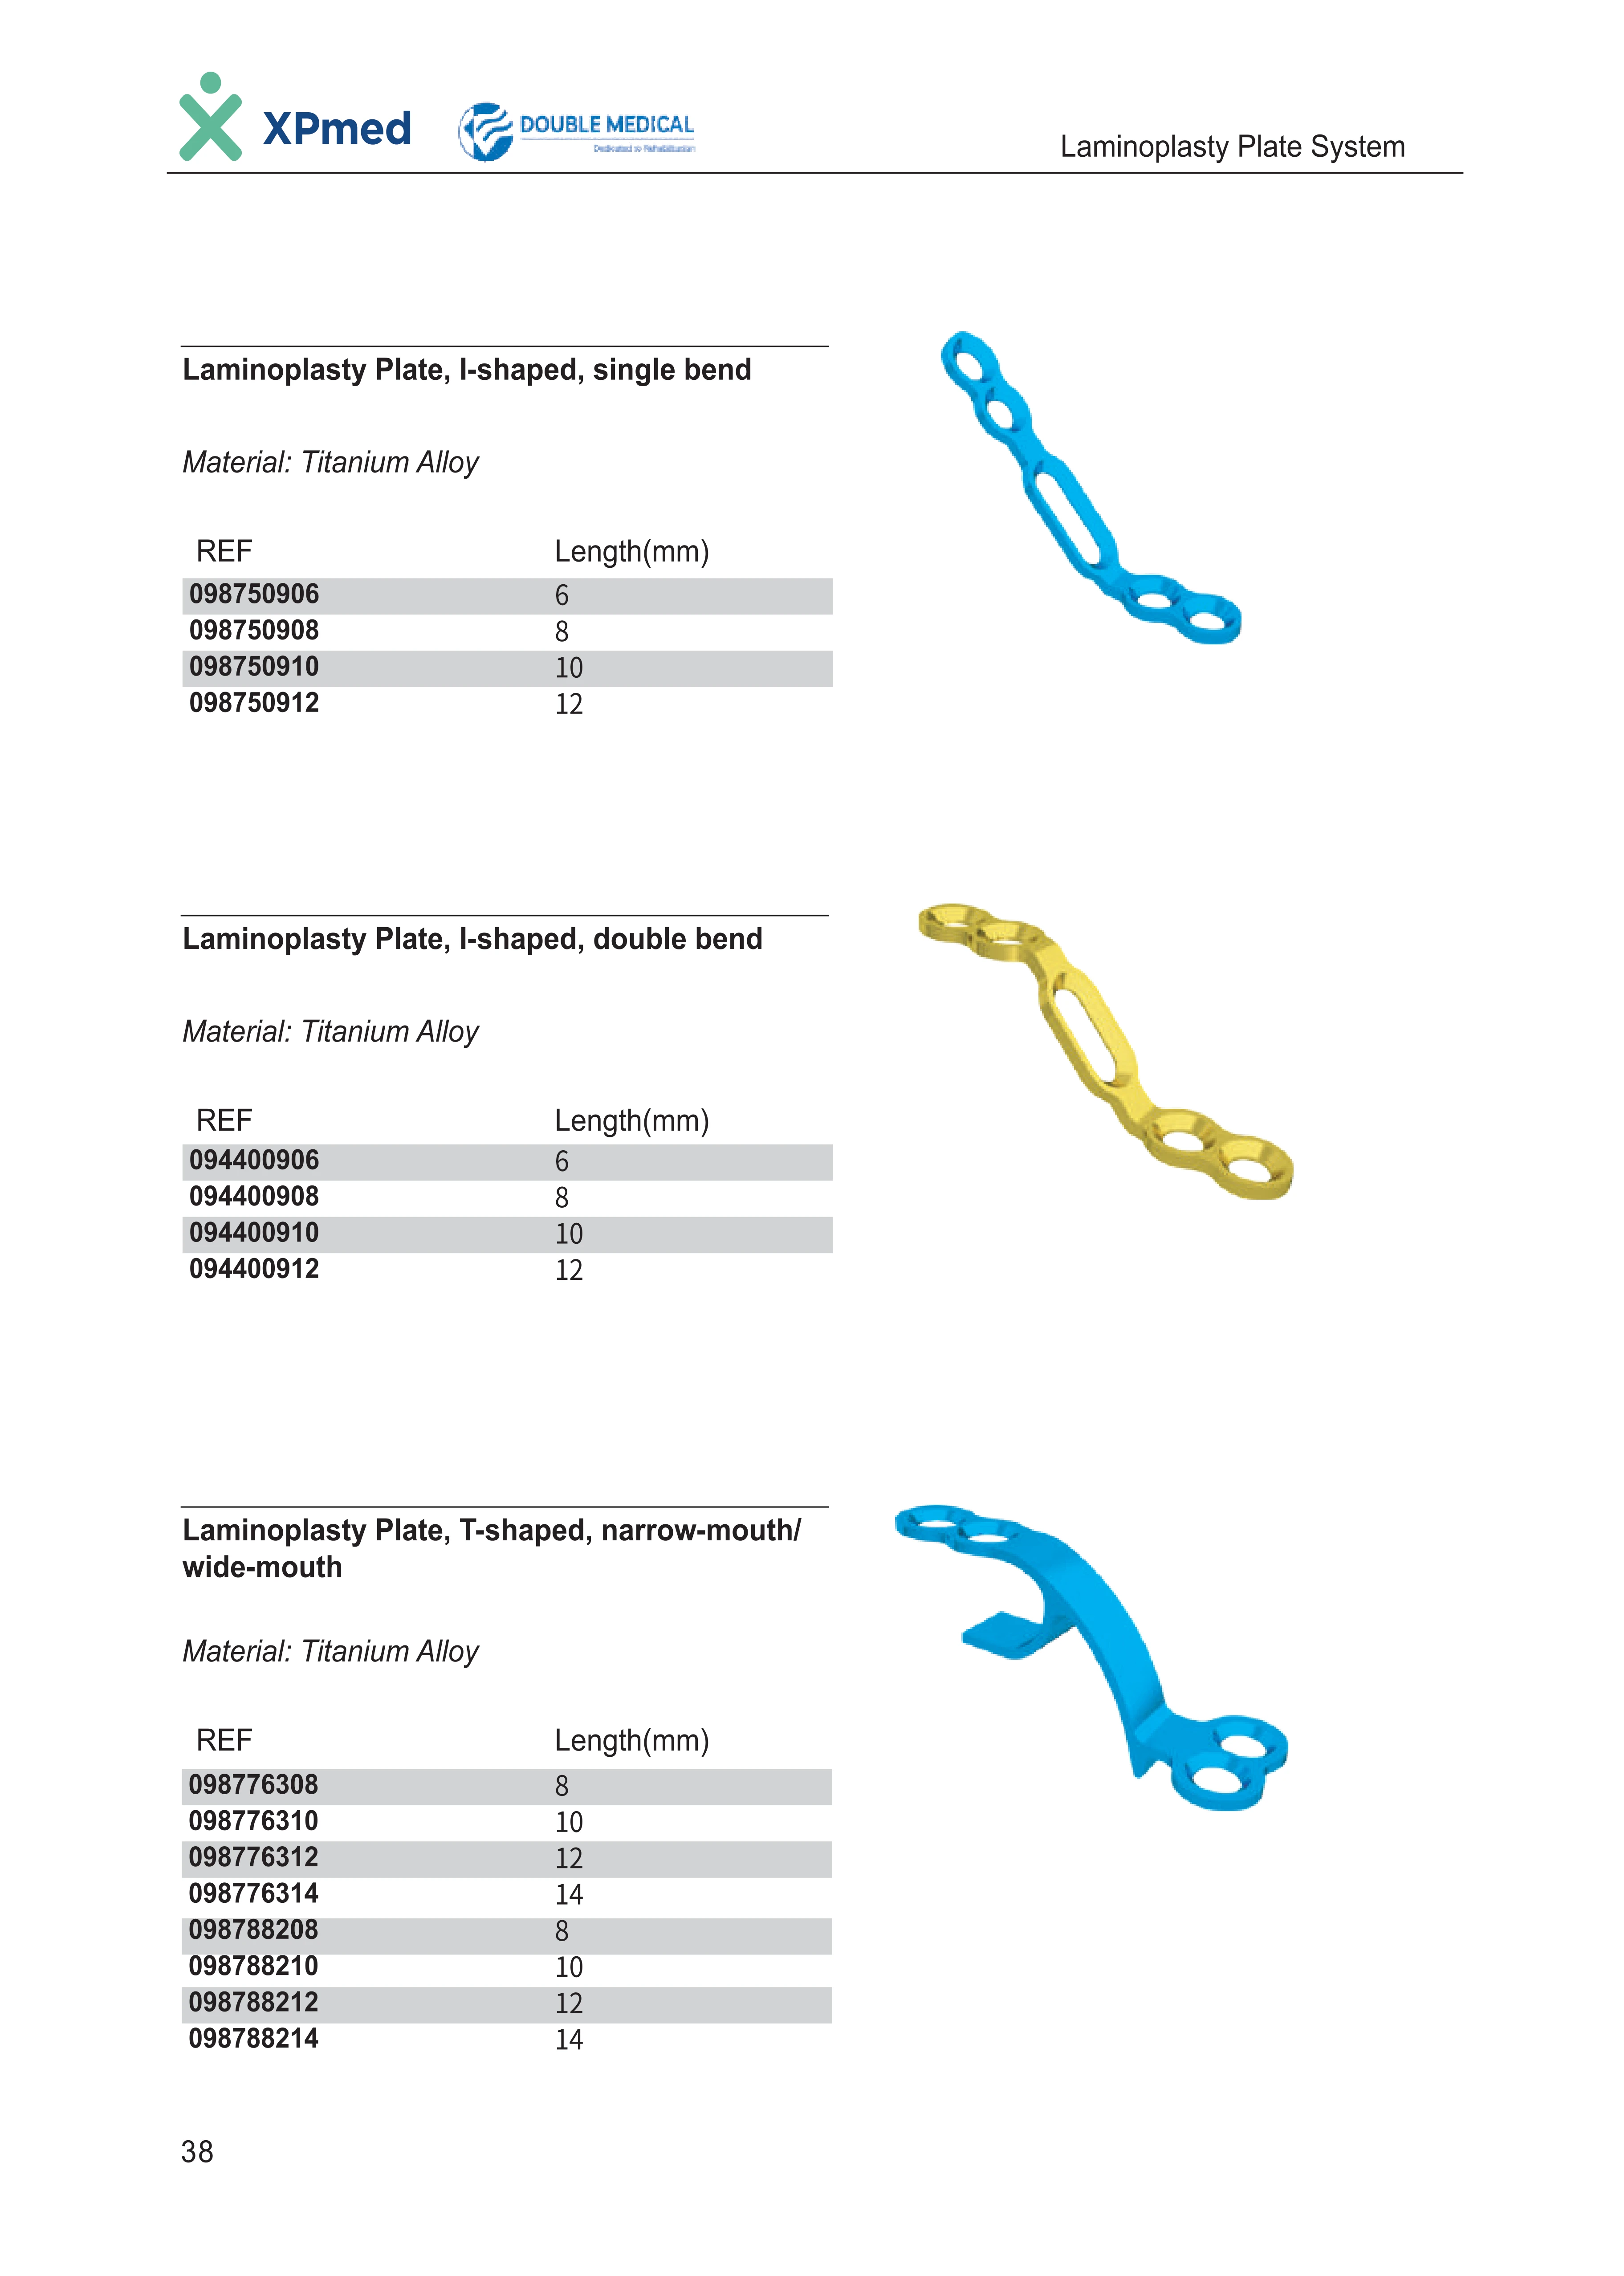 XPmed
DOUBLE MEDICAL
Dedicated to Rehabilitation
Laminoplasty Plate System
Laminoplasty Plate, I-shaped, single bend
Material: Titanium Alloy
REF Length(mm)
098750906 6
098750908 8
098750910 10
098750912 12
Laminoplasty Plate, I-shaped, double bend
Material: Titanium Alloy
REF Length(mm)
094400906 6
094400908 8
094400910 10
094400912 12
Laminoplasty Plate, T-shaped, narrow-mouth/
wide-mouth
Material: Titanium Alloy
REF Length(mm)
098776308 8
098776310 10
098776312 12
098776314 14
098788208 8
098788210 10
098788212 12
098788214 14
38